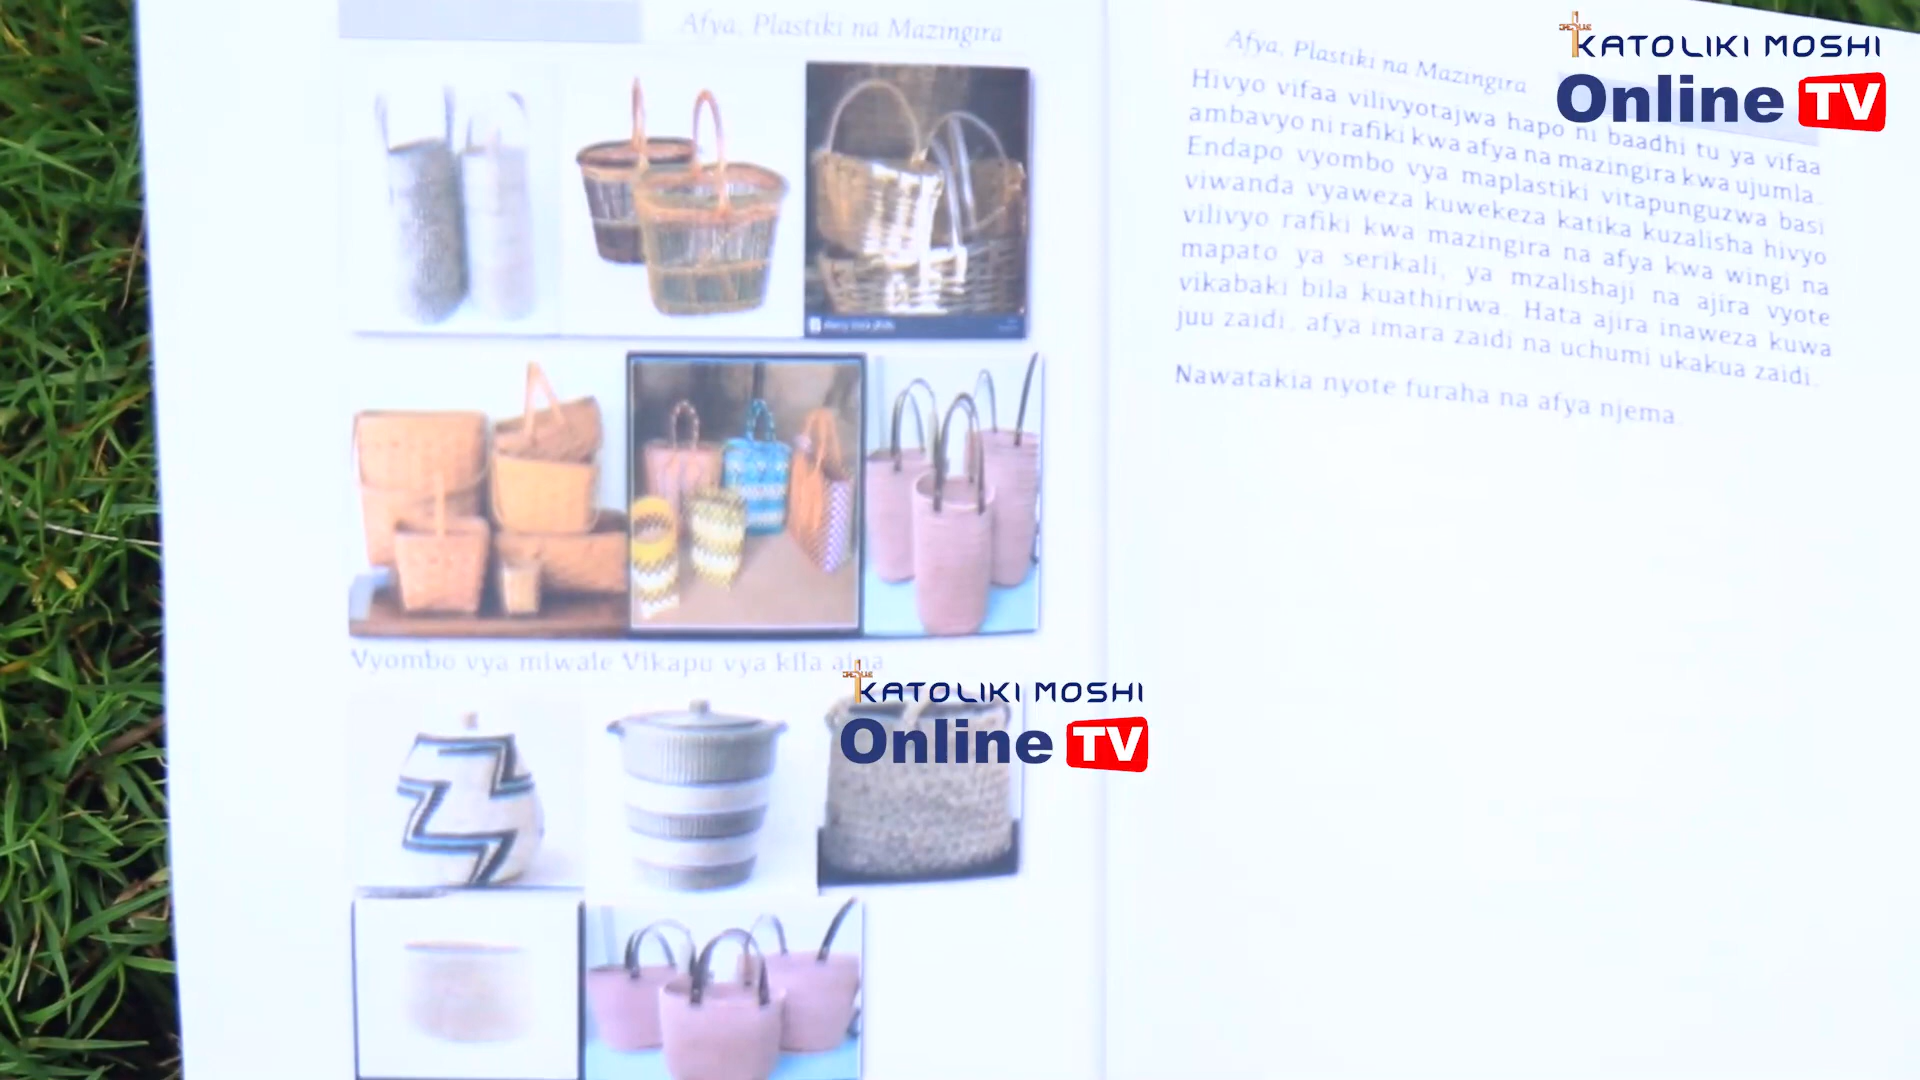 Afya, Plastiki na Mazingira
Vyombo vya miwale Vikapu vya kila aina
Afya, Plastiki na Mazingira
Hivyo vifaa vilivyotajwa hapo ni baadhi tu ya vifaa
ambavyo ni rafiki kwa afya na mazingira kwa ujumla.
Endapo vyombo vya maplastiki vitapunguzwa basi
viwanda vyaweza kuwekeza katika kuzalisha hivyo
vilivyo rafiki kwa mazingira na afya kwa wingi na
mapato ya serikali, ya mzalishaji na ajira vyote
vikabaki bila kuathiriwa. Hata ajira inaweza kuwa
juu zaidi, afya imara zaidi na uchumi ukakua zaidi.
Nawatakia nyote furaha na afya njema.
KATOLIKI MOSHI
Online TV
KATOLIKI MOSHI
Online TV